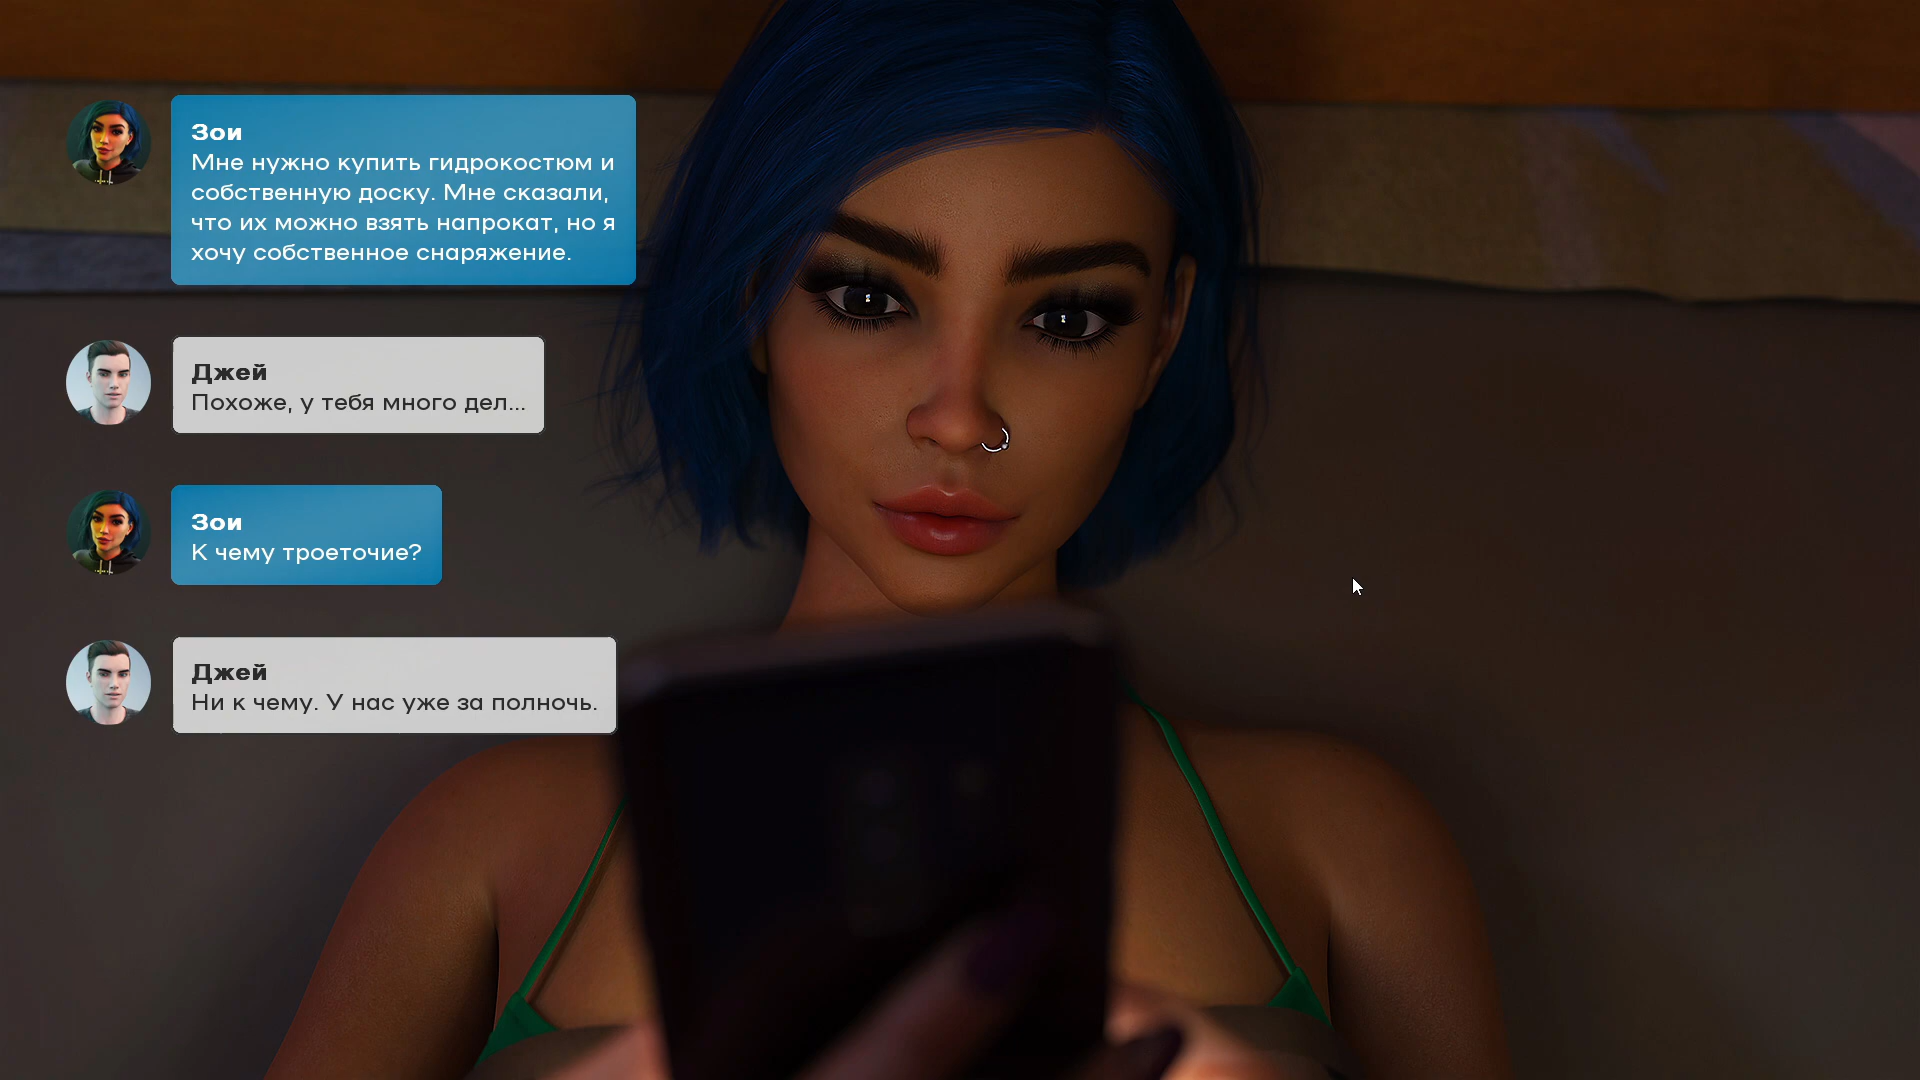 Зои
Мне нужно купить гидрокостюм и
собственную доску. Мне сказали,
что их можно взять напрокат, но я
хочу собственное снаряжение.
Джей
Похоже, у тебя много дел...
Зои
К чему троеточие?
Джей
Ни к чему. У нас уже за полночь.